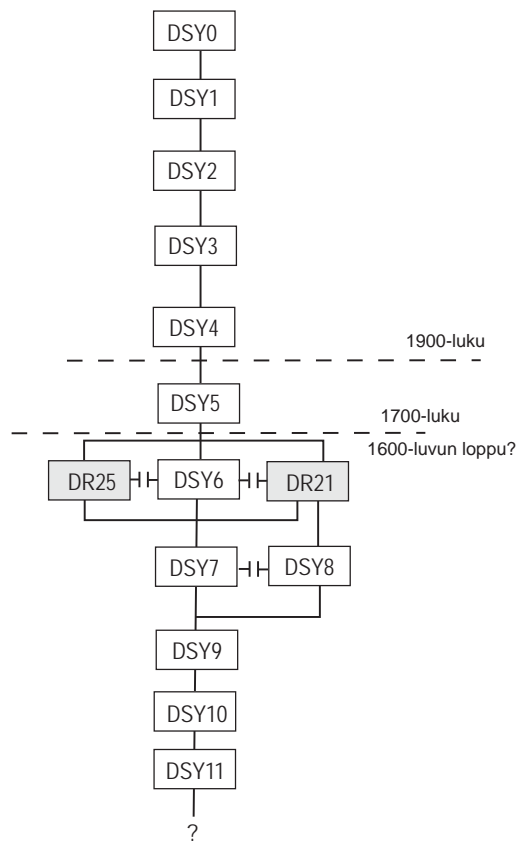 DSY0
DSY1
DSY2
DSY3
DSY4
1900-luku
DSY5
1700-luku
1600-luvun loppu?
DR25
DSY6
DR21
DSY7
DSY8
DSY9
DSY10
DSY11
?